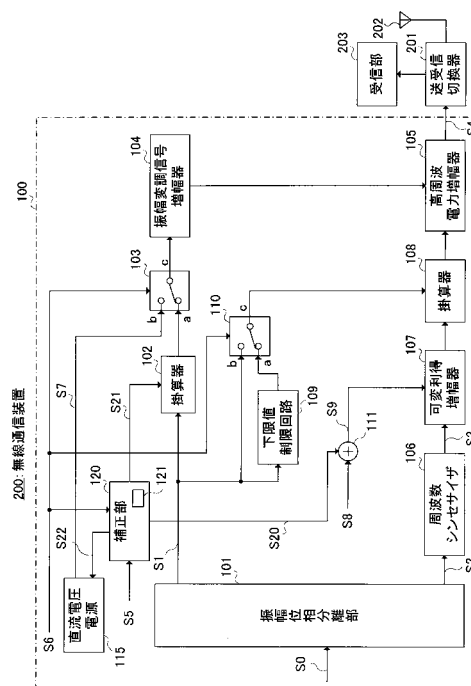 200: 無線通信装置
100
S6
S7
直流電圧
電源
115
S22
120
補正部
121
S5
S21
102
掛算器
103
b
a
c
104
振幅変調信号
増幅器
S1
110
b
a
c
下限値
制限回路
109
S20
S9
111
S8
101
振幅位相分離部
S0
106
周波数
シンセサイザ
107
可変利得
増幅器
108
掛算器
105
高周波
電力増幅器
S4
201
送受信
切換器
202
203
受信部